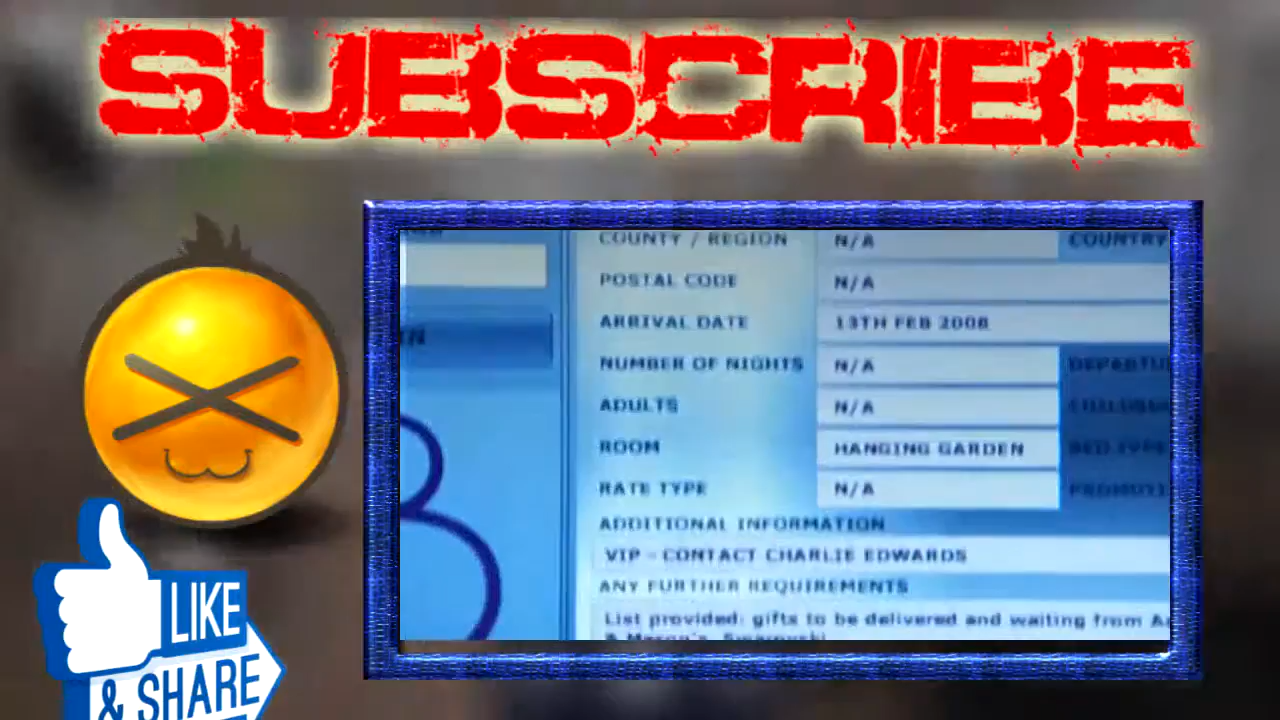 SUBSCRIBE
COUNTY / REGION N/A COUNTRY
POSTAL CODE N/A
ARRIVAL DATE 13TH FEB 2008
NUMBER OF NIGHTS N/A
ADULTS N/A
ROOM HANGING GARDEN
RATE TYPE N/A
ADDITIONAL INFORMATION
VIP - CONTACT CHARLIE EDWARDS
ANY FURTHER REQUIREMENTS
List provided: gifts to be delivered and waiting from
LIKE
& SHARE